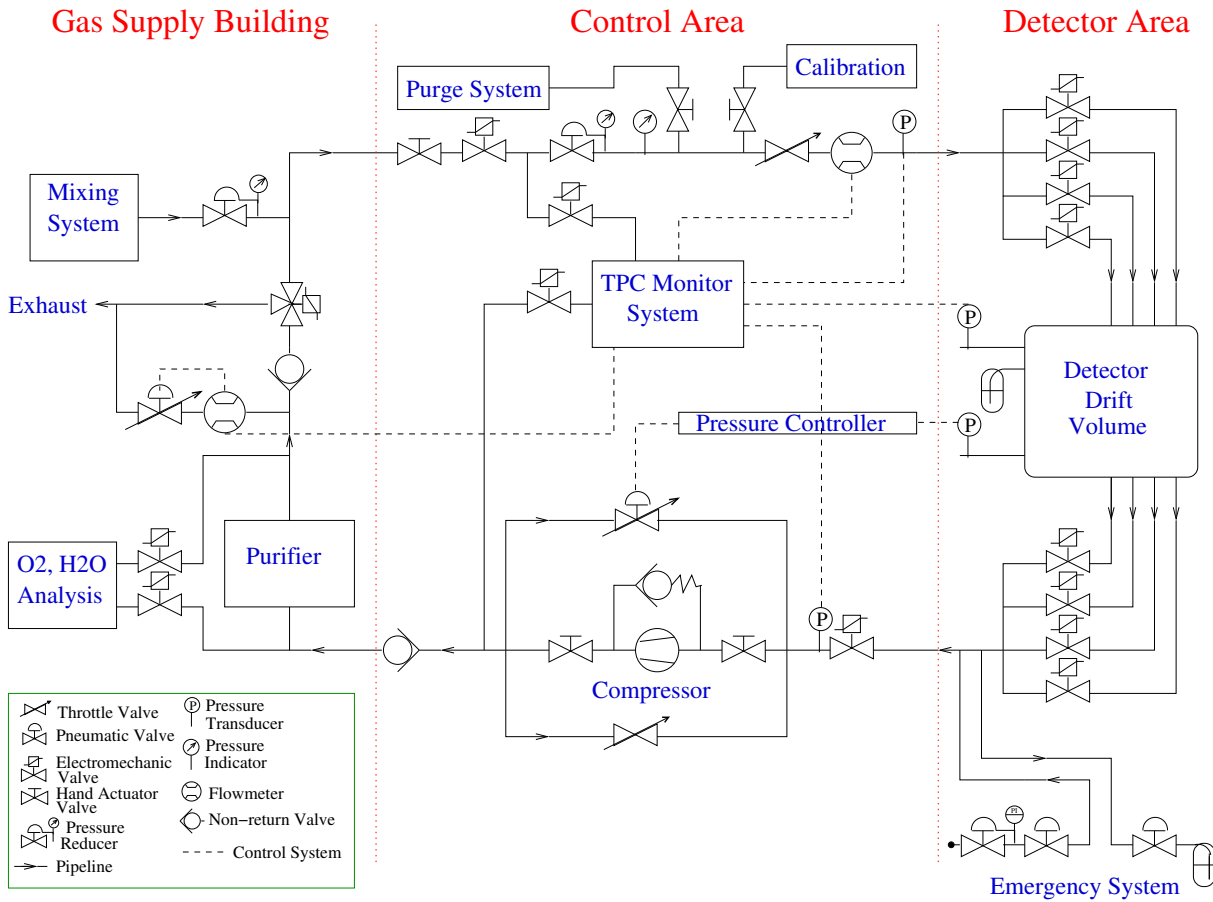 Gas Supply Building
Control Area
Detector Area
Purge System
Calibration
P
Mixing
System
TPC Monitor
System
Exhaust
P
Detector
Drift
Volume
Pressure Controller
P
O2, H2O
Analysis
Purifier
P
Compressor
Throttle Valve
Pneumatic Valve
Electromechanic
Valve
Hand Actuator
Valve
Pressure
Reducer
Pipeline
P
Pressure
Transducer
Pressure
Indicator
Flowmeter
Non-return Valve
Control System
PI
Emergency System